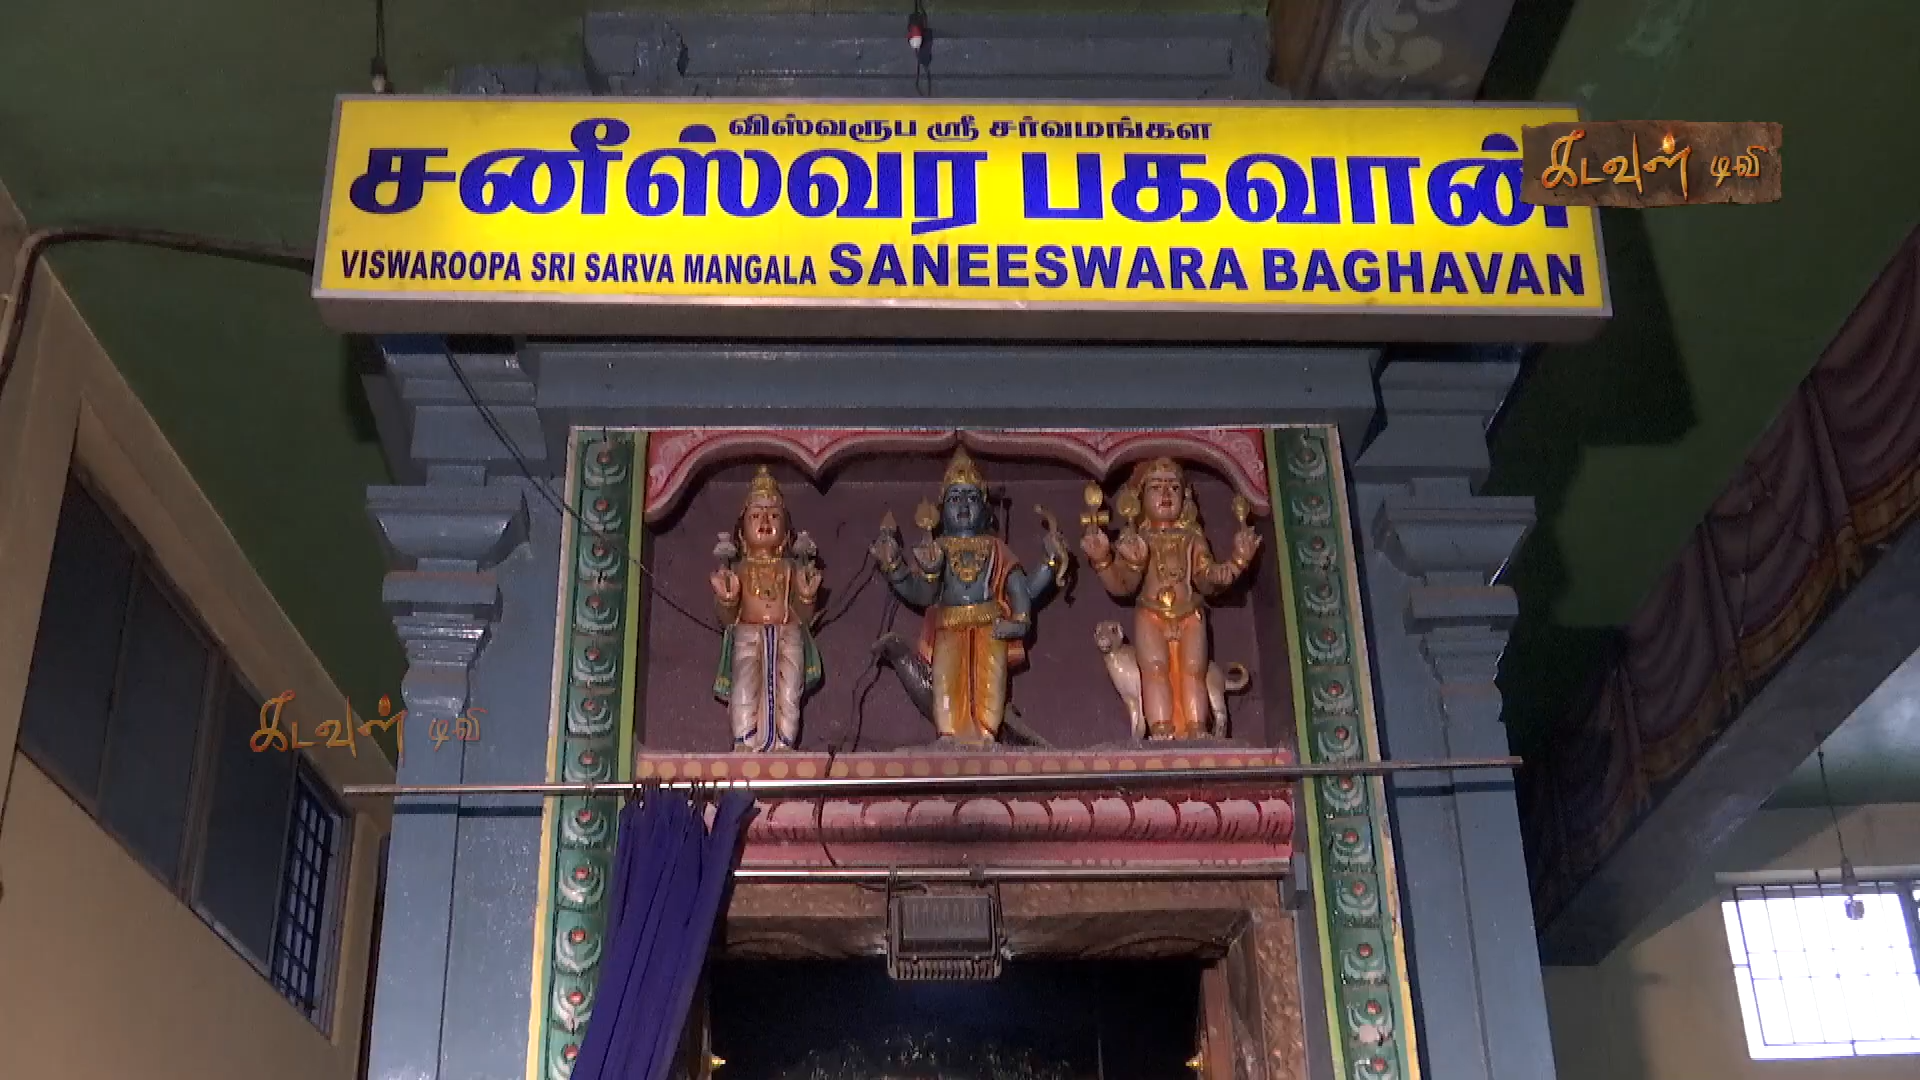 விஸ்வரூப ஸ்ரீ சர்வமங்கள
சனீஸ்வர பகவான்
VISWAROOPA SRI SARVA MANGALA SANEESWARA BAGHAVAN
கடவுள் டிவி
கடவுள் டிவி